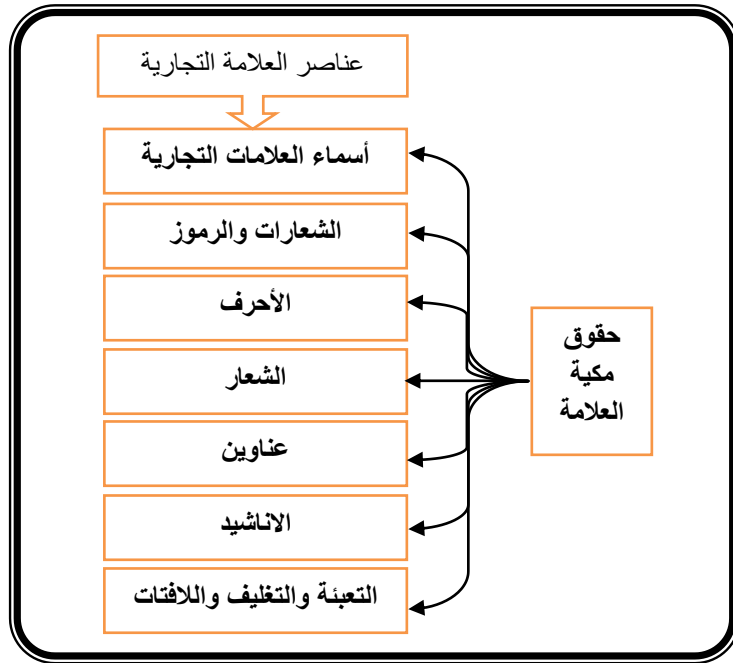 عناصر العلامة التجارية
أسماء العلامات التجارية
الشعارات والرموز
الأحرف
الشعار
عناوين
الاناشيد
التعبئة والتغليف واللافتات
حقوق
مكية
العلامة